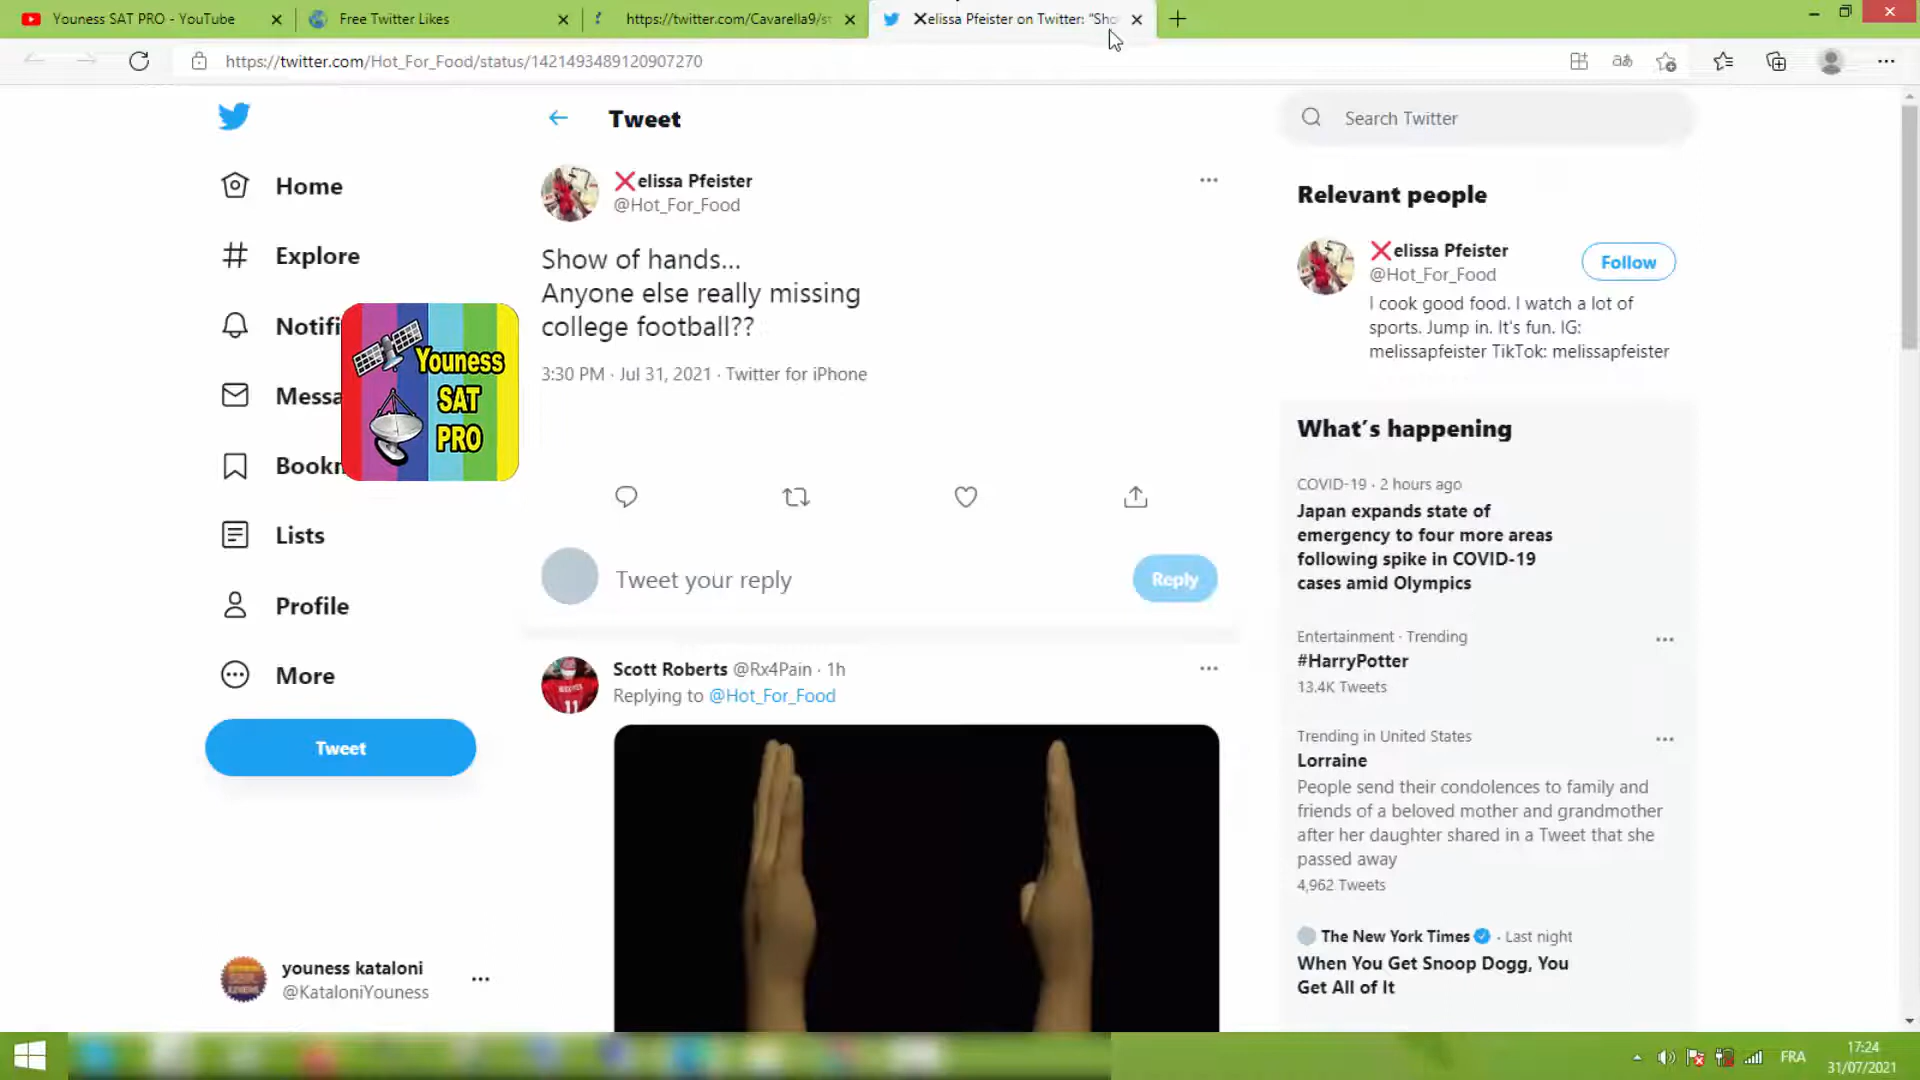 Youness SAT PRO - YouTube
Free Twitter Likes
https://twitter.com/Cavarella9/st
❌elissa Pfeister on Twitter: "Sho
https://twitter.com/Hot_For_Food/status/1421493489120907270
Home
Explore
Notifi
Messa
Bookn
Lists
Profile
More
Tweet
youness kataloni
@KataloniYouness
Youness
SAT
PRO
Tweet
❌elissa Pfeister
@Hot_For_Food
Show of hands...
Anyone else really missing
college football??
3:30 PM · Jul 31, 2021 · Twitter for iPhone
Tweet your reply
Reply
Scott Roberts @Rx4Pain · 1h
Replying to @Hot_For_Food
Search Twitter
Relevant people
❌elissa Pfeister
@Hot_For_Food
Follow
I cook good food. I watch a lot of
sports. Jump in. It's fun. IG:
melissapfeister TikTok: melissapfeister
What's happening
COVID-19 · 2 hours ago
Japan expands state of
emergency to four more areas
following spike in COVID-19
cases amid Olympics
Entertainment · Trending
#HarryPotter
13.4K Tweets
Trending in United States
Lorraine
People send their condolences to family and
friends of a beloved mother and grandmother
after her daughter shared in a Tweet that she
passed away
4,962 Tweets
The New York Times · Last night
When You Get Snoop Dogg, You
Get All of It
FRA
17:24
31/07/2021